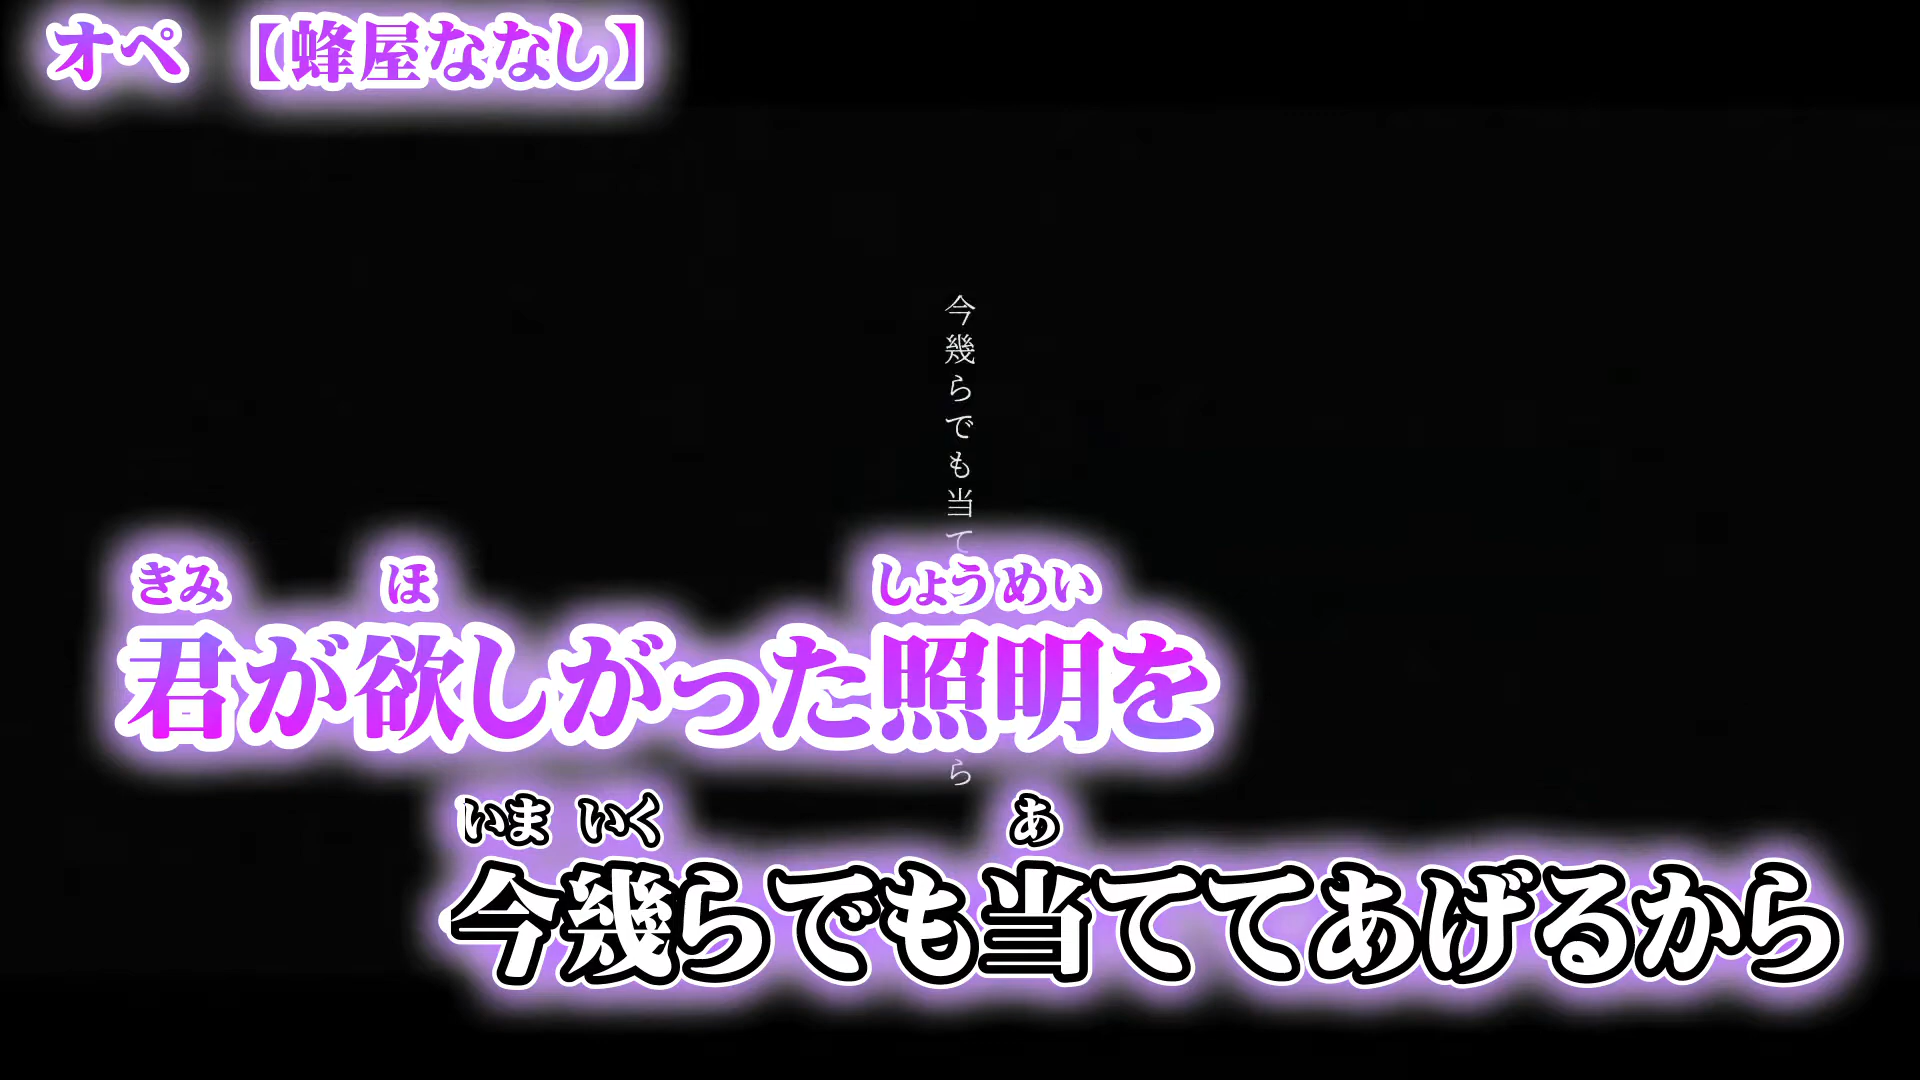 オペ　【蜂屋ななし】
今幾らでも当て
ら
きみ ほ しょうめい
君が欲しがった照明を
いま いく あ
今幾らでも当ててあげるから